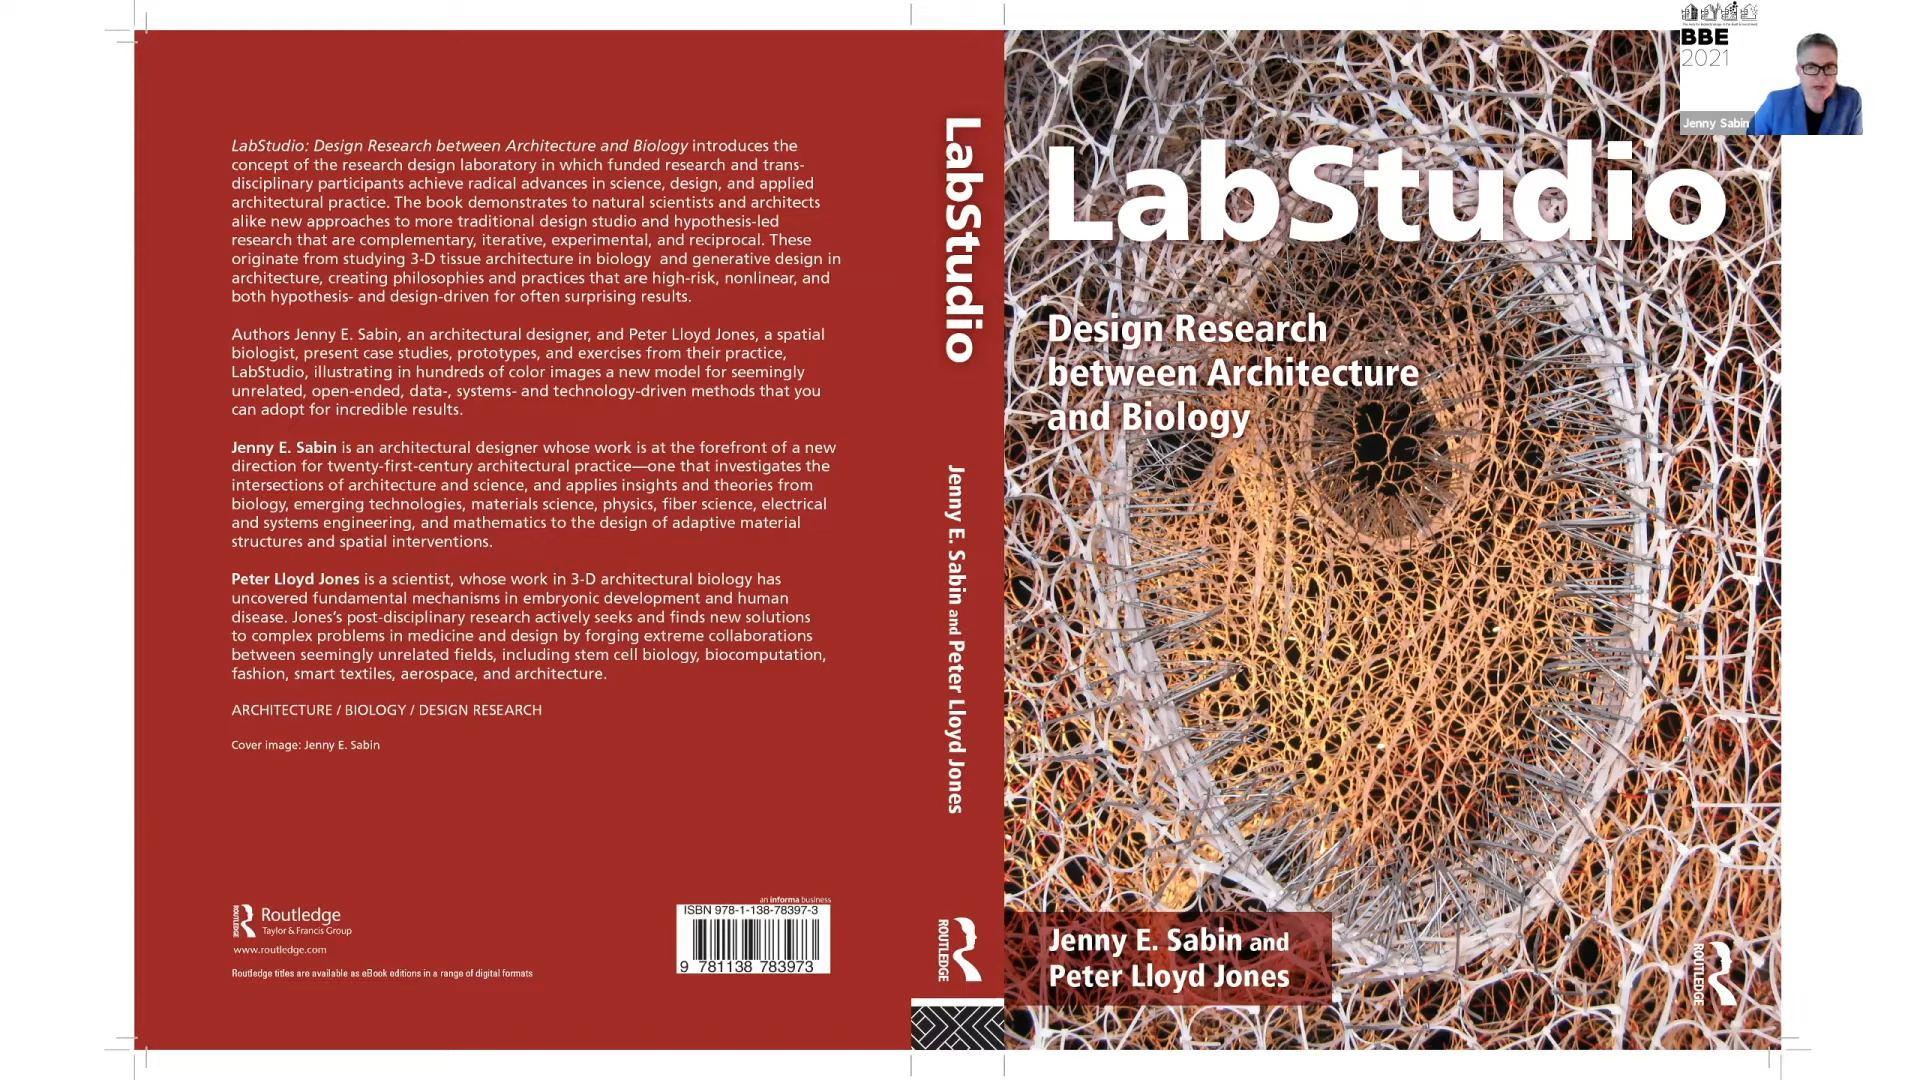 LabStudio: Design Research between Architecture and Biology introduces the
concept of the research design laboratory in which funded research and trans-
disciplinary participants achieve radical advances in science, design, and applied
architectural practice. The book demonstrates to natural scientists and architects
alike new approaches to more traditional design studio and hypothesis-led
research that are complementary, iterative, experimental, and reciprocal. These
originate from studying 3-D tissue architecture in biology and generative design in
architecture, creating philosophies and practices that are high-risk, nonlinear, and
both hypothesis- and design-driven for often surprising results.
Authors Jenny E. Sabin, an architectural designer, and Peter Lloyd Jones, a spatial
biologist, present case studies, prototypes, and exercises from their practice,
LabStudio, illustrating in hundreds of color images a new model for seemingly
unrelated, open-ended, data-, systems- and technology-driven methods that you
can adopt for incredible results.
Jenny E. Sabin is an architectural designer whose work is at the forefront of a new
direction for twenty-first-century architectural practice—one that investigates the
intersections of architecture and science, and applies insights and theories from
biology, emerging technologies, materials science, physics, fiber science, electrical
and systems engineering, and mathematics to the design of adaptive material
structures and spatial interventions.
Peter Lloyd Jones is a scientist, whose work in 3-D architectural biology has
uncovered fundamental mechanisms in embryonic development and human
disease. Jones's post-disciplinary research actively seeks and finds new solutions
to complex problems in medicine and design by forging extreme collaborations
between seemingly unrelated fields, including stem cell biology, biocomputation,
fashion, smart textiles, aerospace, and architecture.
ARCHITECTURE / BIOLOGY / DESIGN RESEARCH
Cover image: Jenny E. Sabin
ROUTLEDGE
Routledge
Taylor & Francis Group
www.routledge.com
Routledge titles are available as eBook editions in a range of digital formats
an informa business
ISBN 978-1-138-78397-3
9 781138 783973
LabStudio
Jenny E. Sabin and Peter Lloyd Jones
ROUTLEDGE
LabStudio
Design Research
between Architecture
and Biology
Jenny E. Sabin and
Peter Lloyd Jones
ROUTLEDGE
BBE
2021
Jenny Sabin